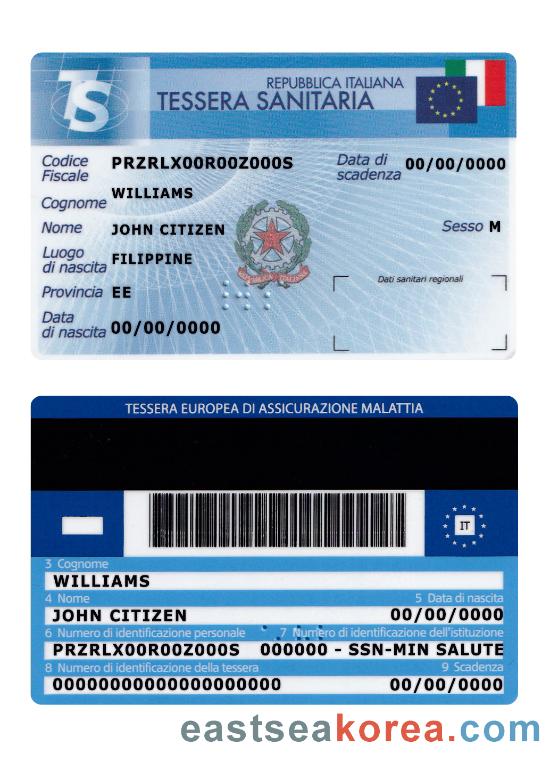 TS
REPUBBLICA ITALIANA
TESSERA SANITARIA
Codice Fiscale PRZRLX00R00Z000S
Data di scadenza 00/00/0000
Cognome WILLIAMS
Nome JOHN CITIZEN
Sesso M
Luogo di nascita FILIPPINE
Dati sanitari regionali
Provincia EE
Data di nascita 00/00/0000
REPUBBLICA ITALIANA
TESSERA EUROPEA DI ASSICURAZIONE MALATTIA
IT
3 Cognome
WILLIAMS
4 Nome 5 Data di nascita
JOHN CITIZEN 00/00/0000
6 Numero di identificazione personale 7 Numero di identificazione dell'istituzione
PRZRLX00R00Z000S 000000 - SSN-MIN SALUTE
8 Numero di identificazione della tessera 9 Scadenza
00000000000000000000 00/00/0000
eastseakorea.com